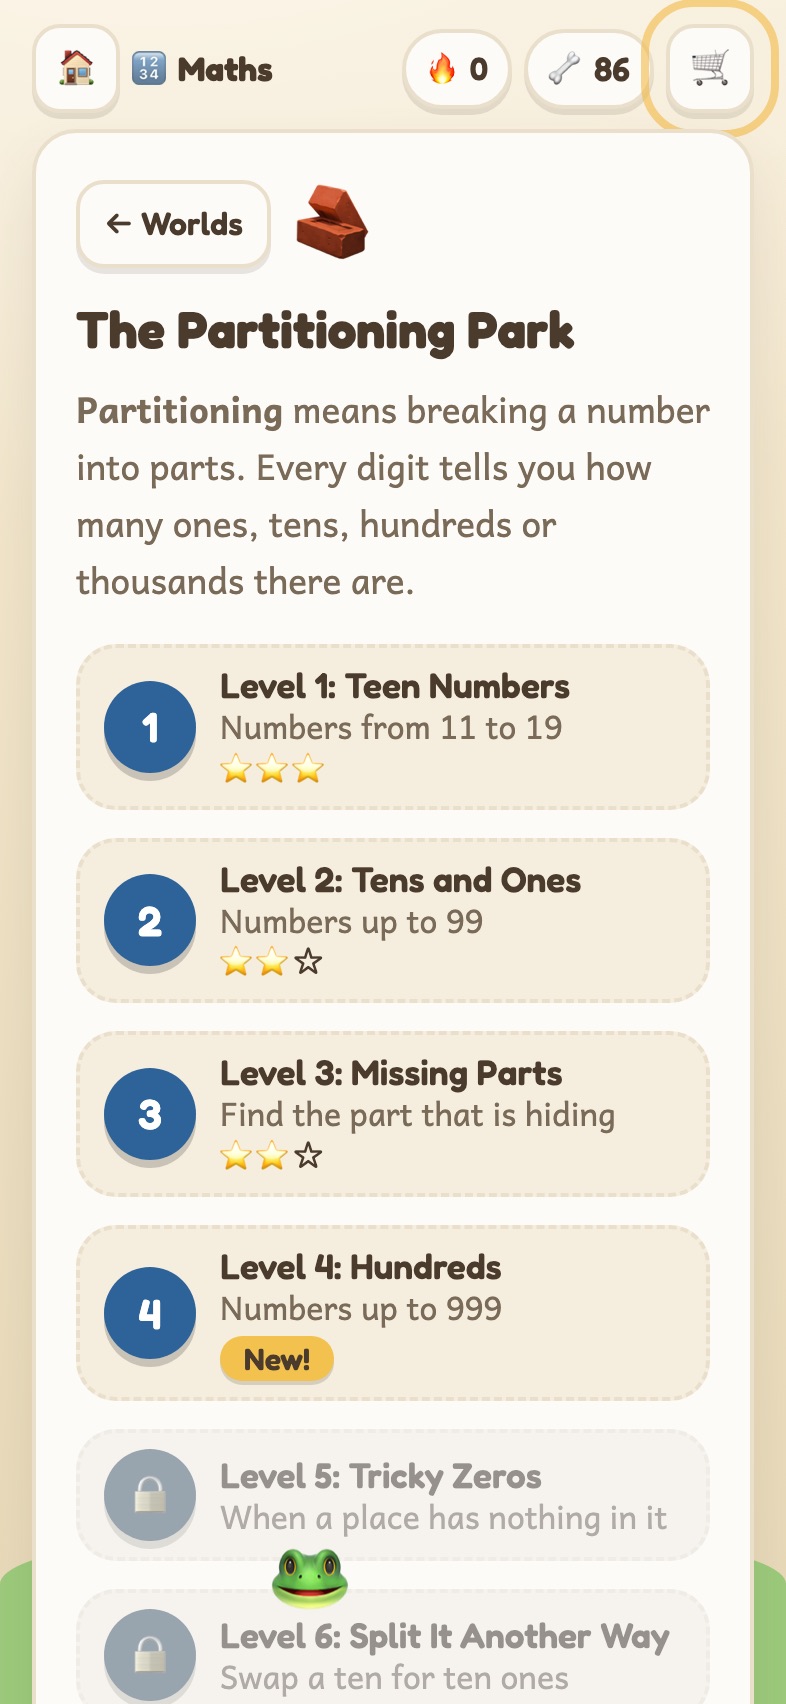 Maths
0
86
← Worlds
The Partitioning Park
Partitioning means breaking a number
into parts. Every digit tells you how
many ones, tens, hundreds or
thousands there are.
1
Level 1: Teen Numbers
Numbers from 11 to 19
2
Level 2: Tens and Ones
Numbers up to 99
3
Level 3: Missing Parts
Find the part that is hiding
4
Level 4: Hundreds
Numbers up to 999
New!
Level 5: Tricky Zeros
When a place has nothing in it
Level 6: Split It Another Way
Swap a ten for ten ones